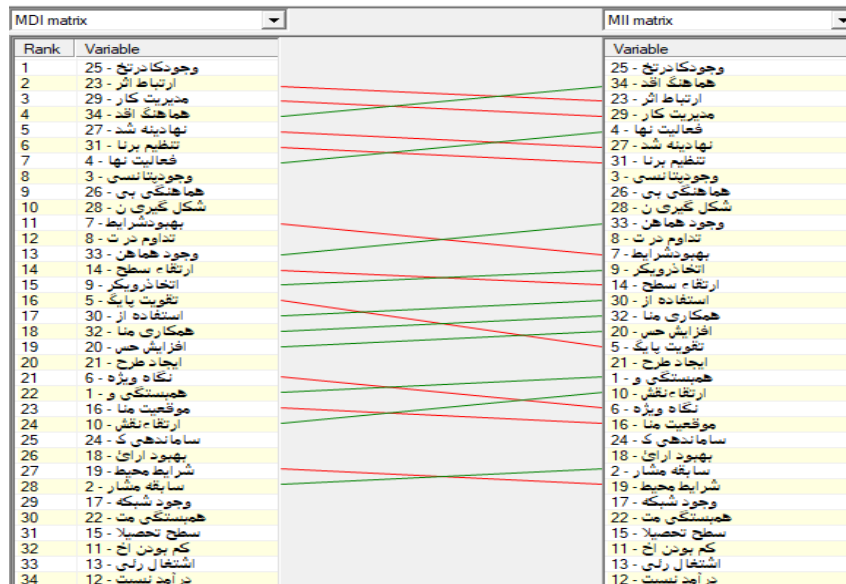 MDI matrix MII matrix
Rank Variable Variable
1 25 - وجودکادرتخ 25 - وجودکادرتخ
2 23 - ارتباط اثر 34 - هماهنگ اقد
3 29 - مدیریت کار 23 - ارتباط اثر
4 34 - هماهنگ اقد 29 - مدیریت کار
5 27 - نهادینه شد 4 - فعالیت نها
6 31 - تنظیم برنا 27 - نهادینه شد
7 4 - فعالیت نها 31 - تنظیم برنا
8 3 - وجودپتانسی 3 - وجودپتانسی
9 26 - هماهنگی بی 26 - هماهنگی بی
10 28 - شکل گیری ن 28 - شکل گیری ن
11 7 - بهبودشرایط 33 - وجود هماهن
12 8 - تداوم در ت 8 - تداوم در ت
13 33 - وجود هماهن 7 - بهبودشرایط
14 14 - ارتقاء سطح 9 - اتخاذرویکر
15 9 - اتخاذرویکر 14 - ارتقاء سطح
16 5 - تقویت پایگ 30 - استفاده از
17 30 - استفاده از 32 - همکاری منا
18 32 - همکاری منا 20 - افزایش حس
19 20 - افزایش حس 5 - تقویت پایگ
20 21 - ایجاد طرح 21 - ایجاد طرح
21 6 - نگاه ویژه 1 - همبستگی و
22 1 - همبستگی و 10 - ارتقاءنقش
23 16 - موقعیت منا 6 - نگاه ویژه
24 10 - ارتقاءنقش 16 - موقعیت منا
25 24 - ساماندهی ک 24 - ساماندهی ک
26 18 - بهبود ارائ 18 - بهبود ارائ
27 19 - شرایط محیط 2 - سابقه مشار
28 2 - سابقه مشار 19 - شرایط محیط
29 17 - وجود شبکه 17 - وجود شبکه
30 22 - همبستگی مت 22 - همبستگی مت
31 15 - سطح تحصیلا 15 - سطح تحصیلا
32 11 - کم بودن اخ 11 - کم بودن اخ
33 13 - اشتغال رئی 13 - اشتغال رئی
34 12 - درآمد نسبت 12 - درآمد نسبت